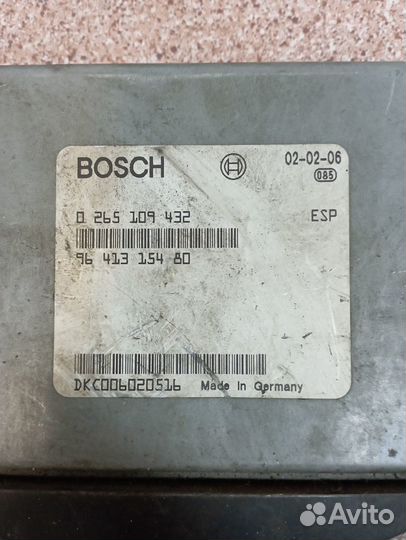 BOSCH
02-02-06
085
0 265 109 432
ESP
96 413 154 80
DKC006020516 Made in Germany
Avito